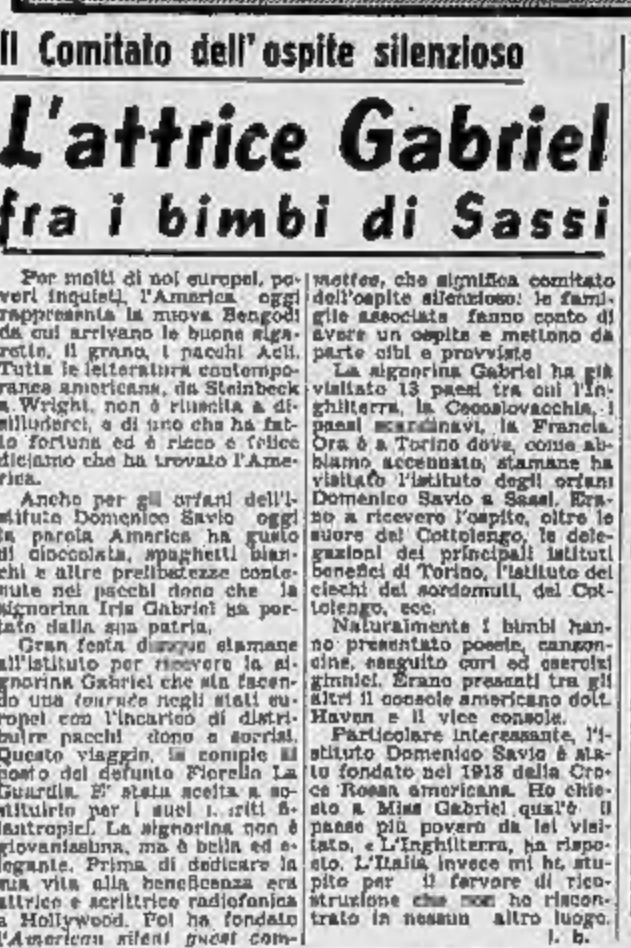 Il Comitato dell'ospite silenzioso
L'attrice Gabriel
fra i bimbi di Sassi
Per molti di noi europei, po-
veri inquieti, l'America oggi
rappresenta la nuova Bengodi
da cui arrivano le buone siga-
rette, il grano, i pacchi Acli.
Tutta la letteratura contempo-
ranea americana, da Steinbeck
a Wright, non è riuscita a di-
silluderci, e di uno che ha fat-
to fortuna ed è ricco e felice
diciamo che ha trovato l'Ame-
rica.
Anche per gli orfani dell'i-
stituto Domenico Savio oggi
la parola America ha gusto
di cioccolata, spaghetti bian-
chi e altre prelibatezze conte-
nute nei pacchi dono che la
signorina Iris Gabriel ha por-
tato dalla sua patria.
Gran festa dunque stamane
all'istituto per ricevere la si-
gnorina Gabriel che sta facen-
do una tournée negli stati eu-
ropei con l'incarico di distri-
buire pacchi dono e sorrisi.
Questo viaggio, la compie al
posto del defunto Fiorello La
Guardia. E' stata scelta a so-
stituirlo per i suoi meriti fi-
lantropici. La signorina non è
giovanissima, ma è bella ed e-
legante. Prima di dedicare la
sua vita alla beneficenza era
attrice e scrittrice radiofonica
a Hollywood. Poi ha fondato
l'American silent guest com-
mettee, che significa comitato
dell'ospite silenzioso: le fami-
glie associate fanno conto di
avere un ospite e mettono da
parte cibi e provviste
La signorina Gabriel ha già
visitato 13 paesi tra cui l'In-
ghilterra, la Cecoslovacchia, i
paesi scandinavi, la Francia.
Ora è a Torino dove, come ab-
biamo accennato, stamane ha
visitato l'istituto degli orfani
Domenico Savio a Sassi. Era-
no a ricevere l'ospite, oltre le
suore del Cottolengo, le dele-
gazioni dei principali istituti
benefici di Torino, l'istituto dei
ciechi dei sordomuti, del Cot-
tolengo, ecc.
Naturalmente i bimbi han-
no presentato poesie, canzon-
cine, eseguito cori ed esercizi
ginnici. Erano presenti tra gli
altri il console americano dott.
Haven e il vice console.
Particolare interessante, l'i-
stituto Domenico Savio è sta-
to fondato nel 1918 dalla Cro-
ce Rossa americana. Ho chie-
sto a Miss Gabriel qual'è il
paese più povero da lei visi-
tato, « L'Inghilterra, ha rispo-
sto. L'Italia invece mi ha stu-
pito per il fervore di rico-
struzione che non ho riscon-
trato in nessun altro luogo.
l. b.